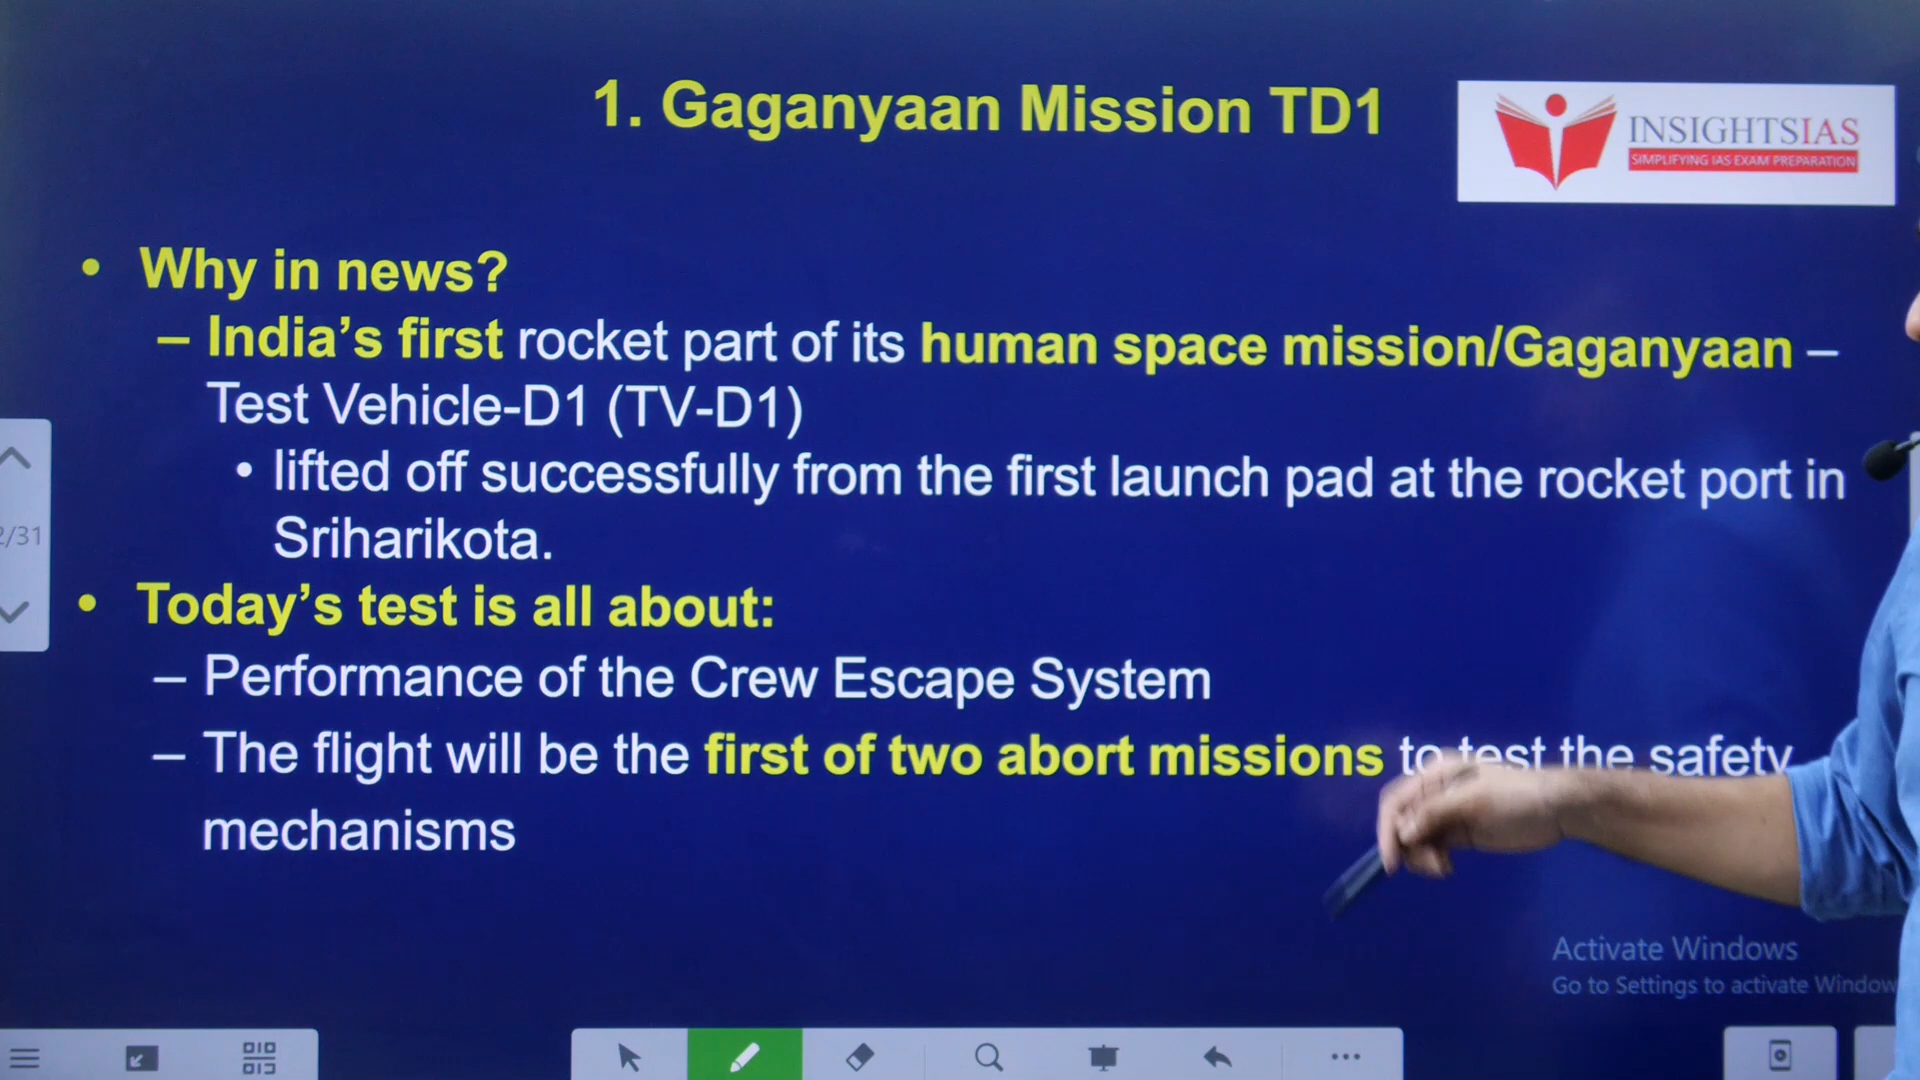 1. Gaganyaan Mission TD1
INSIGHTSIAS
SIMPLIFYING IAS EXAM PREPARATION
• Why in news?
– India’s first rocket part of its human space mission/Gaganyaan –
Test Vehicle-D1 (TV-D1)
• lifted off successfully from the first launch pad at the rocket port in
Sriharikota.
2/31
• Today’s test is all about:
– Performance of the Crew Escape System
– The flight will be the first of two abort missions to test the safety
mechanisms
Activate Windows
Go to Settings to activate Window